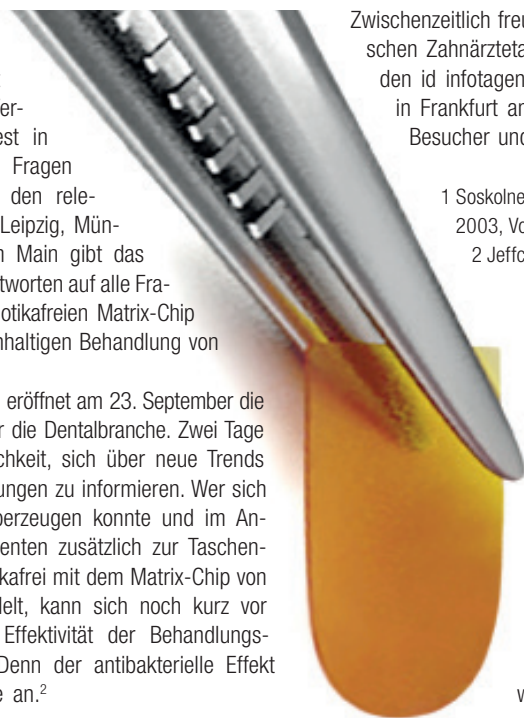 er-
est in
Fragen
den rele-
Leipzig, Mün-
Main gibt das
tworten auf alle Fra-
otikafreien Matrix-Chip
nhaltigen Behandlung von
eröffnet am 23. September die
r die Dentalbranche. Zwei Tage
chkeit, sich über neue Trends
ungen zu informieren. Wer sich
berzeugen konnte und im An-
enten zusätzlich zur Taschen-
kafrei mit dem Matrix-Chip von
delt, kann sich noch kurz vor
Effektivität der Behandlungs-
Denn der antibakterielle Effekt
e an.²
Zwischenzeitlich freu
schen Zahnärzteta
den id infotagen
in Frankfurt am
Besucher und
1 Soskolne
2003, Vo
2 Jeffc
w